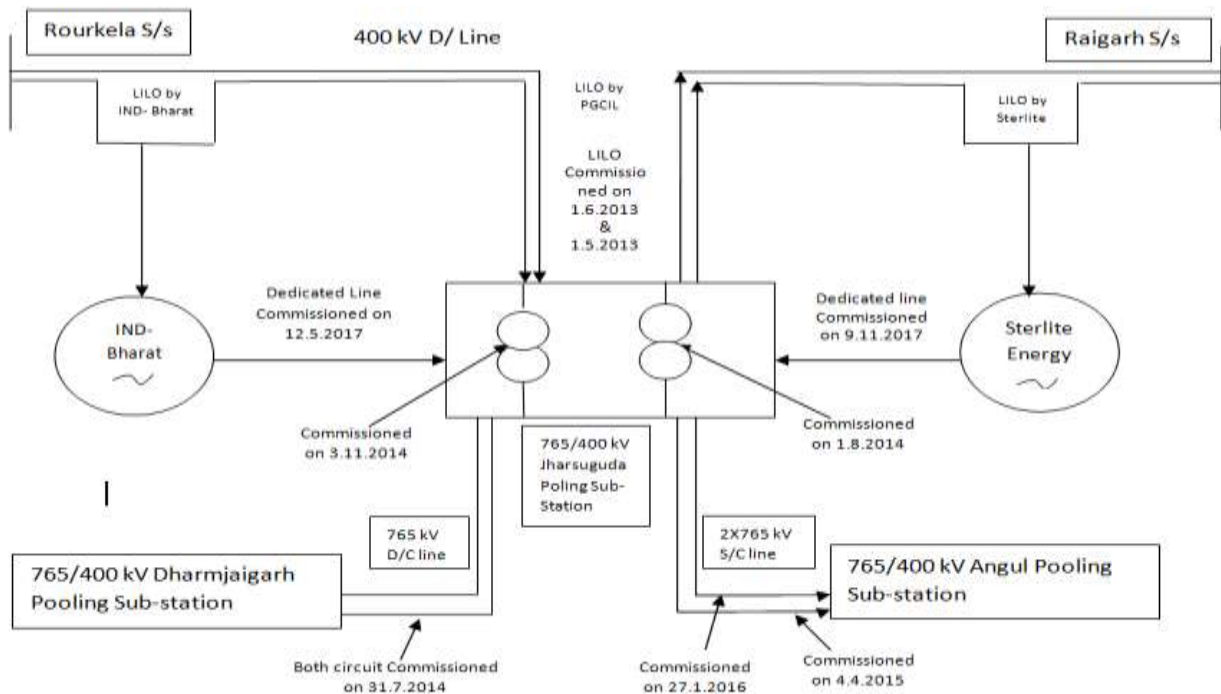 Rourkela S/s
400 kV D/ Line
Raigarh S/s
LILO by
IND- Bharat
LILO by
PGCIL
LILO by
Sterlite
LILO
Commissio
ned on
1.6.2013
&
1.5.2013
IND-
Bharat
Dedicated Line
Commissioned on
12.5.2017
Dedicated line
Commissioned
on 9.11.2017
Sterlite
Energy
Commissioned
on 3.11.2014
765/400 kV
Jharsuguda
Poling Sub-
Station
Commissioned
on 1.8.2014
765 kV
D/C line
2X765 kV
S/C line
765/400 kV Dharmjaigarh
Pooling Sub-station
765/400 kV Angul Pooling
Sub-station
Both circuit Commissioned
on 31.7.2014
Commissioned
on 27.1.2016
Commissioned
on 4.4.2015